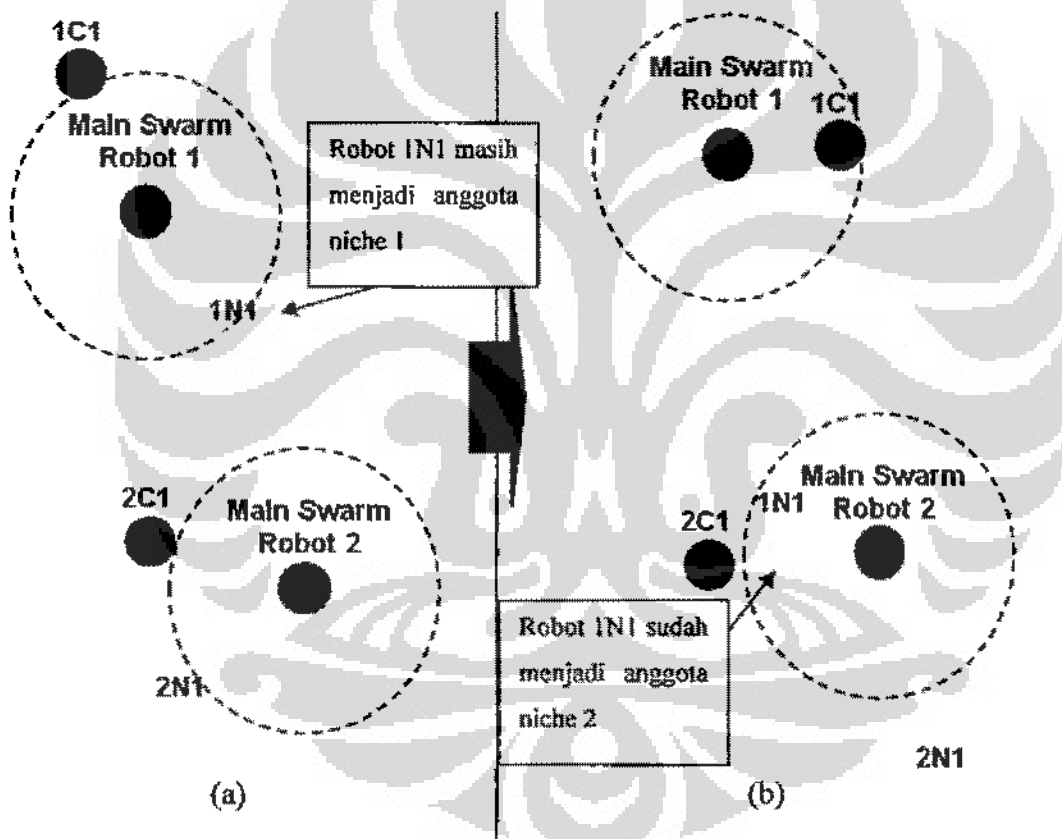 1C1
Main Swarm
Robot 1
Robot 1N1 masih
menjadi anggota
niche 1
1N1
2C1
Main Swarm
Robot 2
2N1
(a)
Main Swarm
Robot 1
1C1
Main Swarm
1N1
Robot 2
2C1
Robot 1N1 sudah
menjadi anggota
niche 2
2N1
(b)